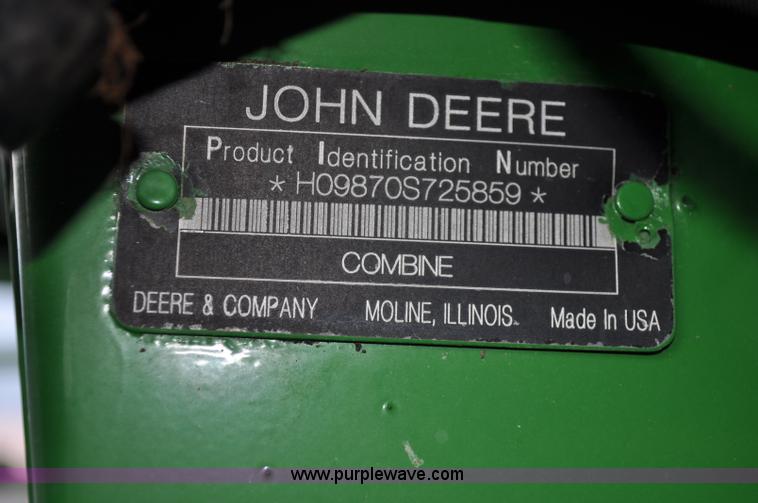 JOHN DEERE
Product Identification Number
* H09870S725859 *
COMBINE
DEERE & COMPANY MOLINE, ILLINOIS. Made In USA
www.purplewave.com